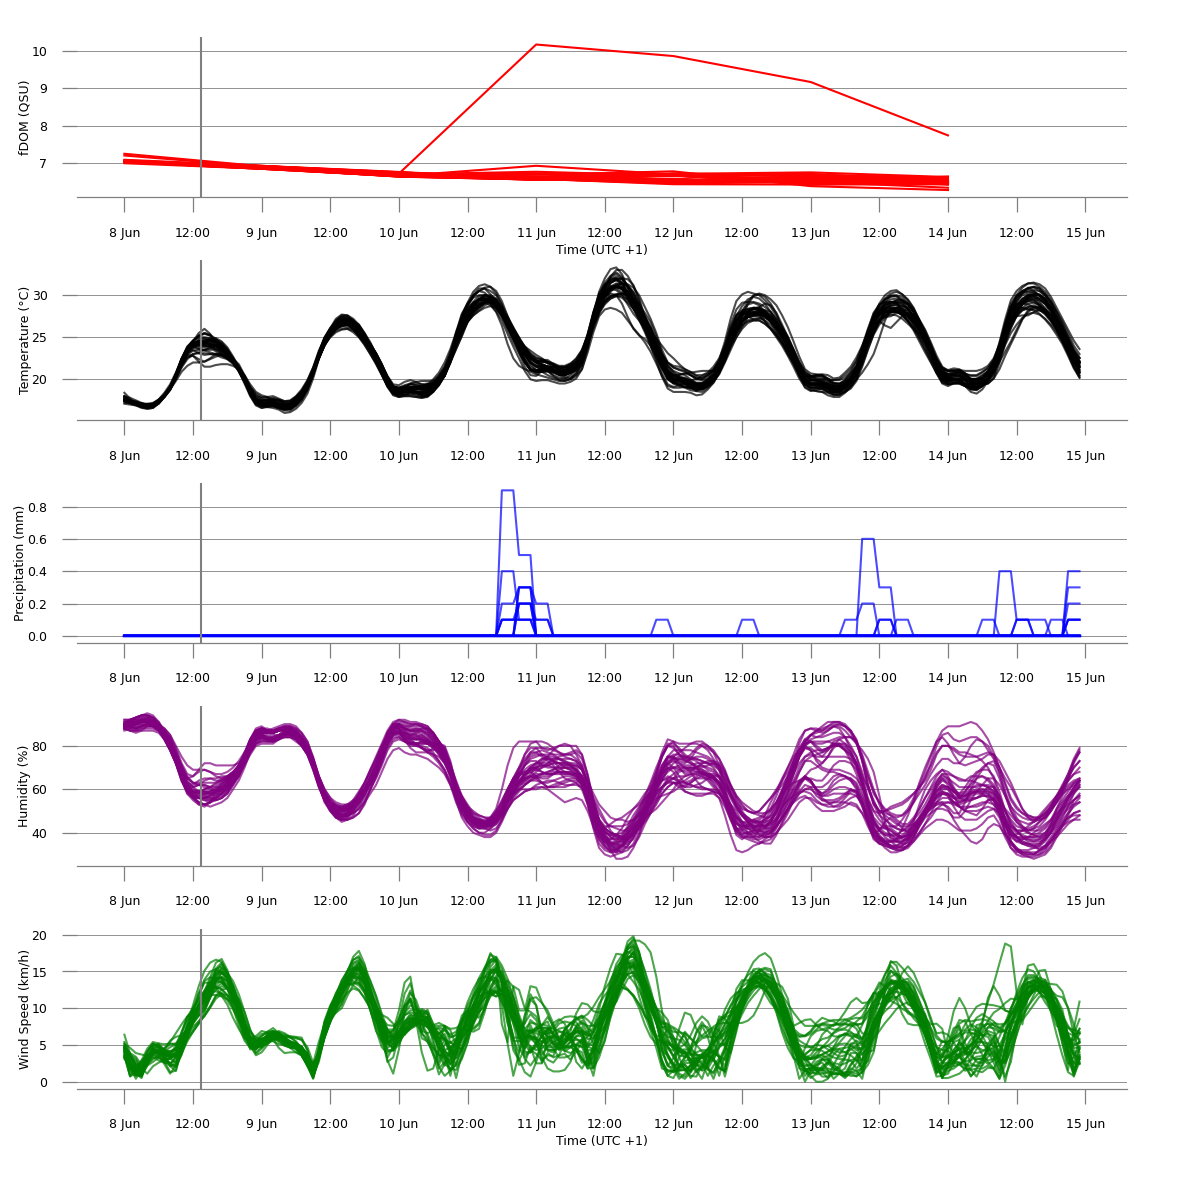 fDOM (QSU)
10
9
8
7
8 Jun 12:00 9 Jun 12:00 10 Jun 12:00 11 Jun 12:00 12 Jun 12:00 13 Jun 12:00 14 Jun 12:00 15 Jun
Time (UTC +1)
Temperature (°C)
30
25
20
8 Jun 12:00 9 Jun 12:00 10 Jun 12:00 11 Jun 12:00 12 Jun 12:00 13 Jun 12:00 14 Jun 12:00 15 Jun
Precipitation (mm)
0.8
0.6
0.4
0.2
0.0
8 Jun 12:00 9 Jun 12:00 10 Jun 12:00 11 Jun 12:00 12 Jun 12:00 13 Jun 12:00 14 Jun 12:00 15 Jun
Humidity (%)
80
60
40
8 Jun 12:00 9 Jun 12:00 10 Jun 12:00 11 Jun 12:00 12 Jun 12:00 13 Jun 12:00 14 Jun 12:00 15 Jun
Wind Speed (km/h)
20
15
10
5
0
8 Jun 12:00 9 Jun 12:00 10 Jun 12:00 11 Jun 12:00 12 Jun 12:00 13 Jun 12:00 14 Jun 12:00 15 Jun
Time (UTC +1)